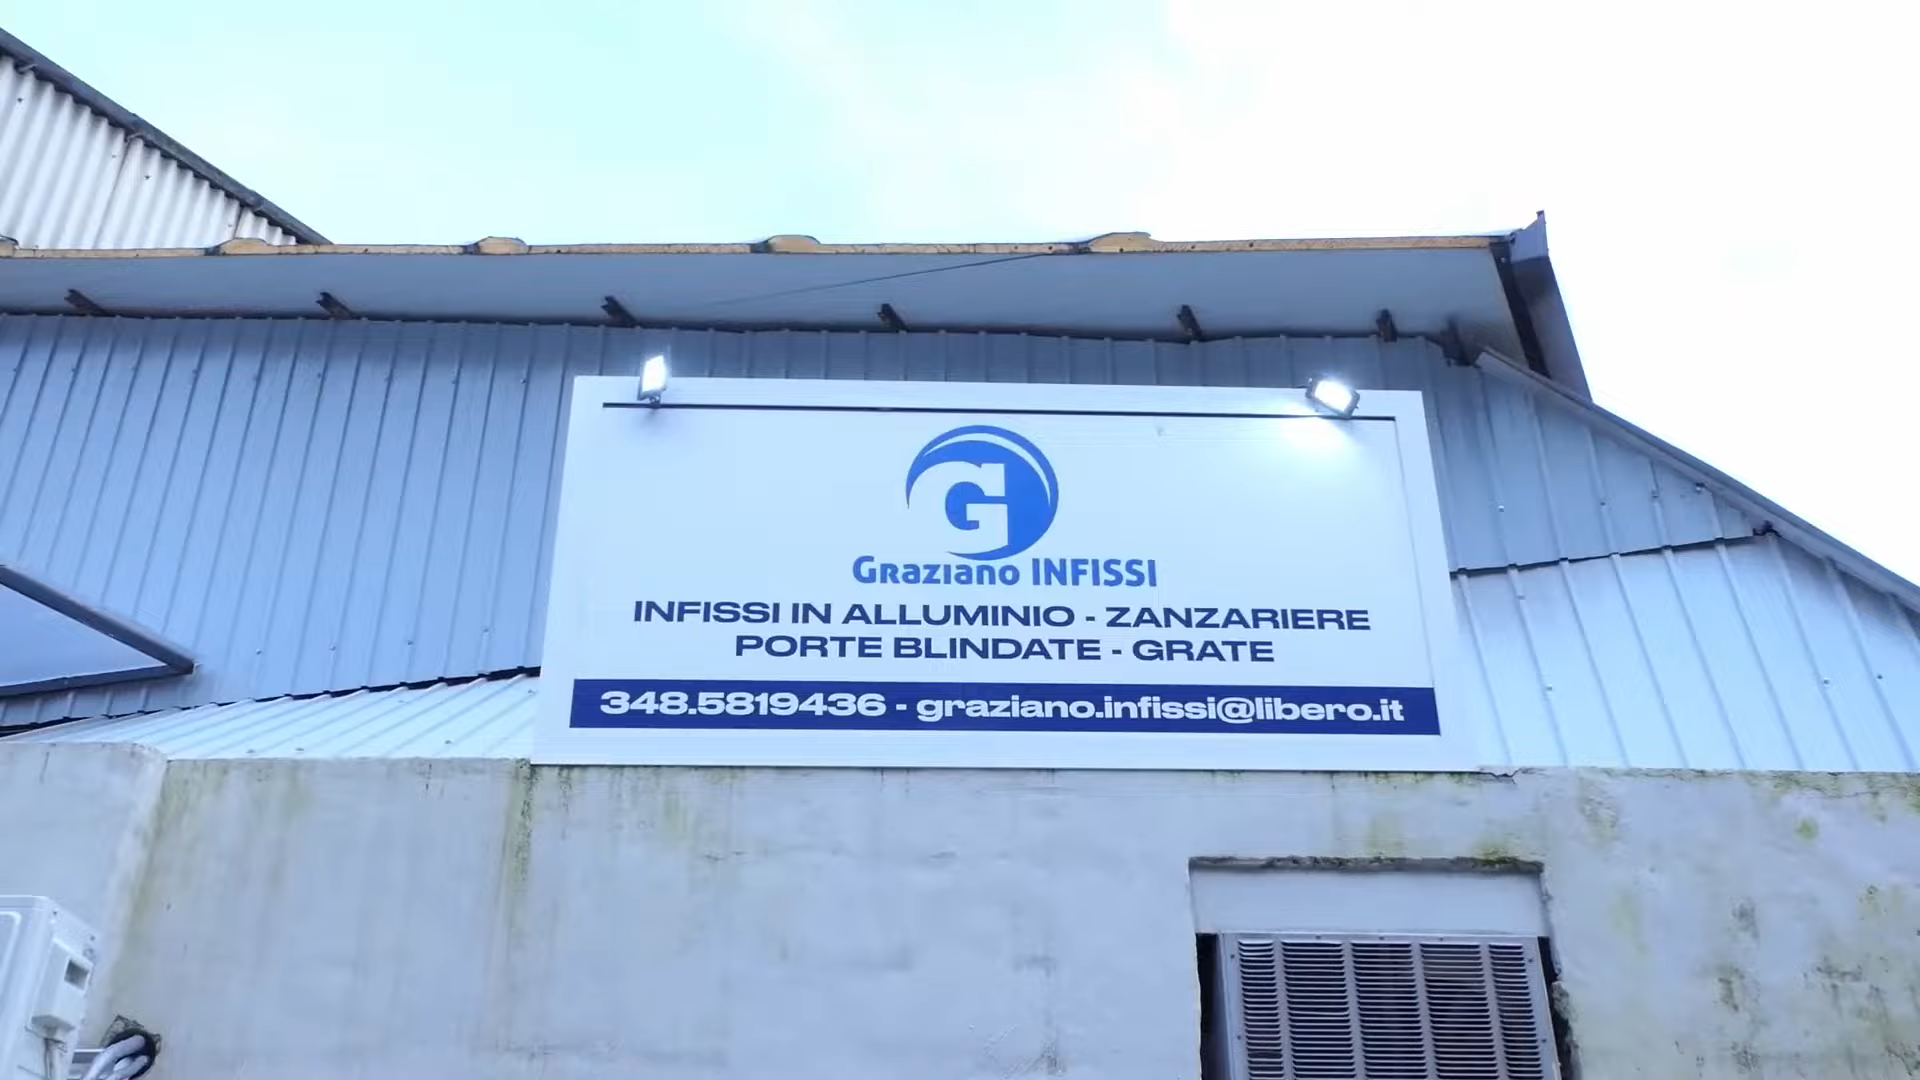 G
Graziano INFISSI
INFISSI IN ALLUMINIO - ZANZARIERE
PORTE BLINDATE - GRATE
348.5819436 - graziano.infissi@libero.it